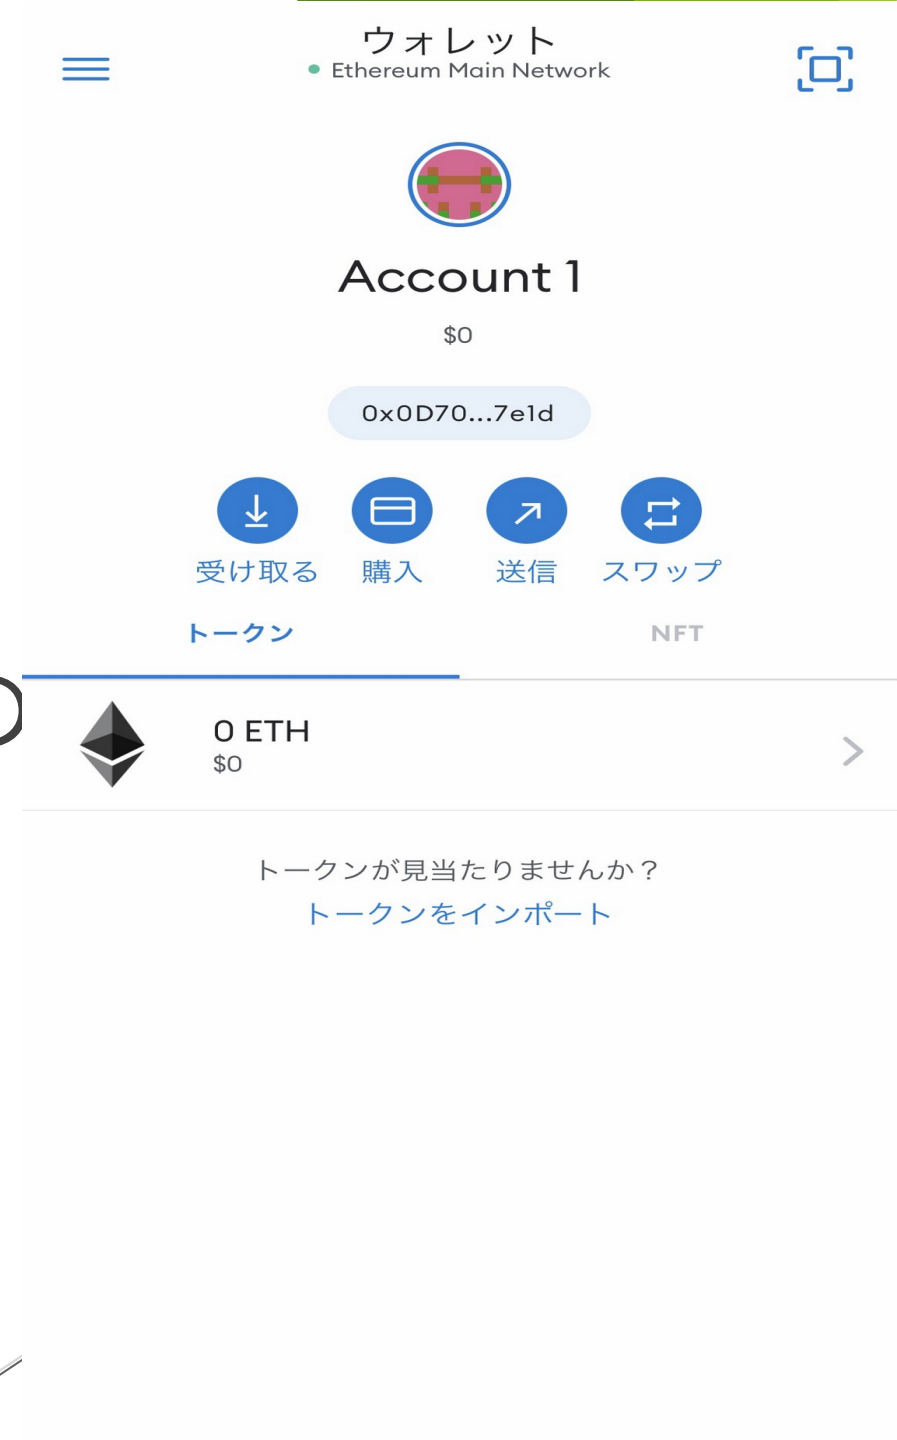 ウォレット
Ethereum Main Network
Account 1
$0
0x0D70...7e1d
受け取る 購入 送信 スワップ
トークン NFT
0 ETH
$0
トークンが見当たりませんか？
トークンをインポート